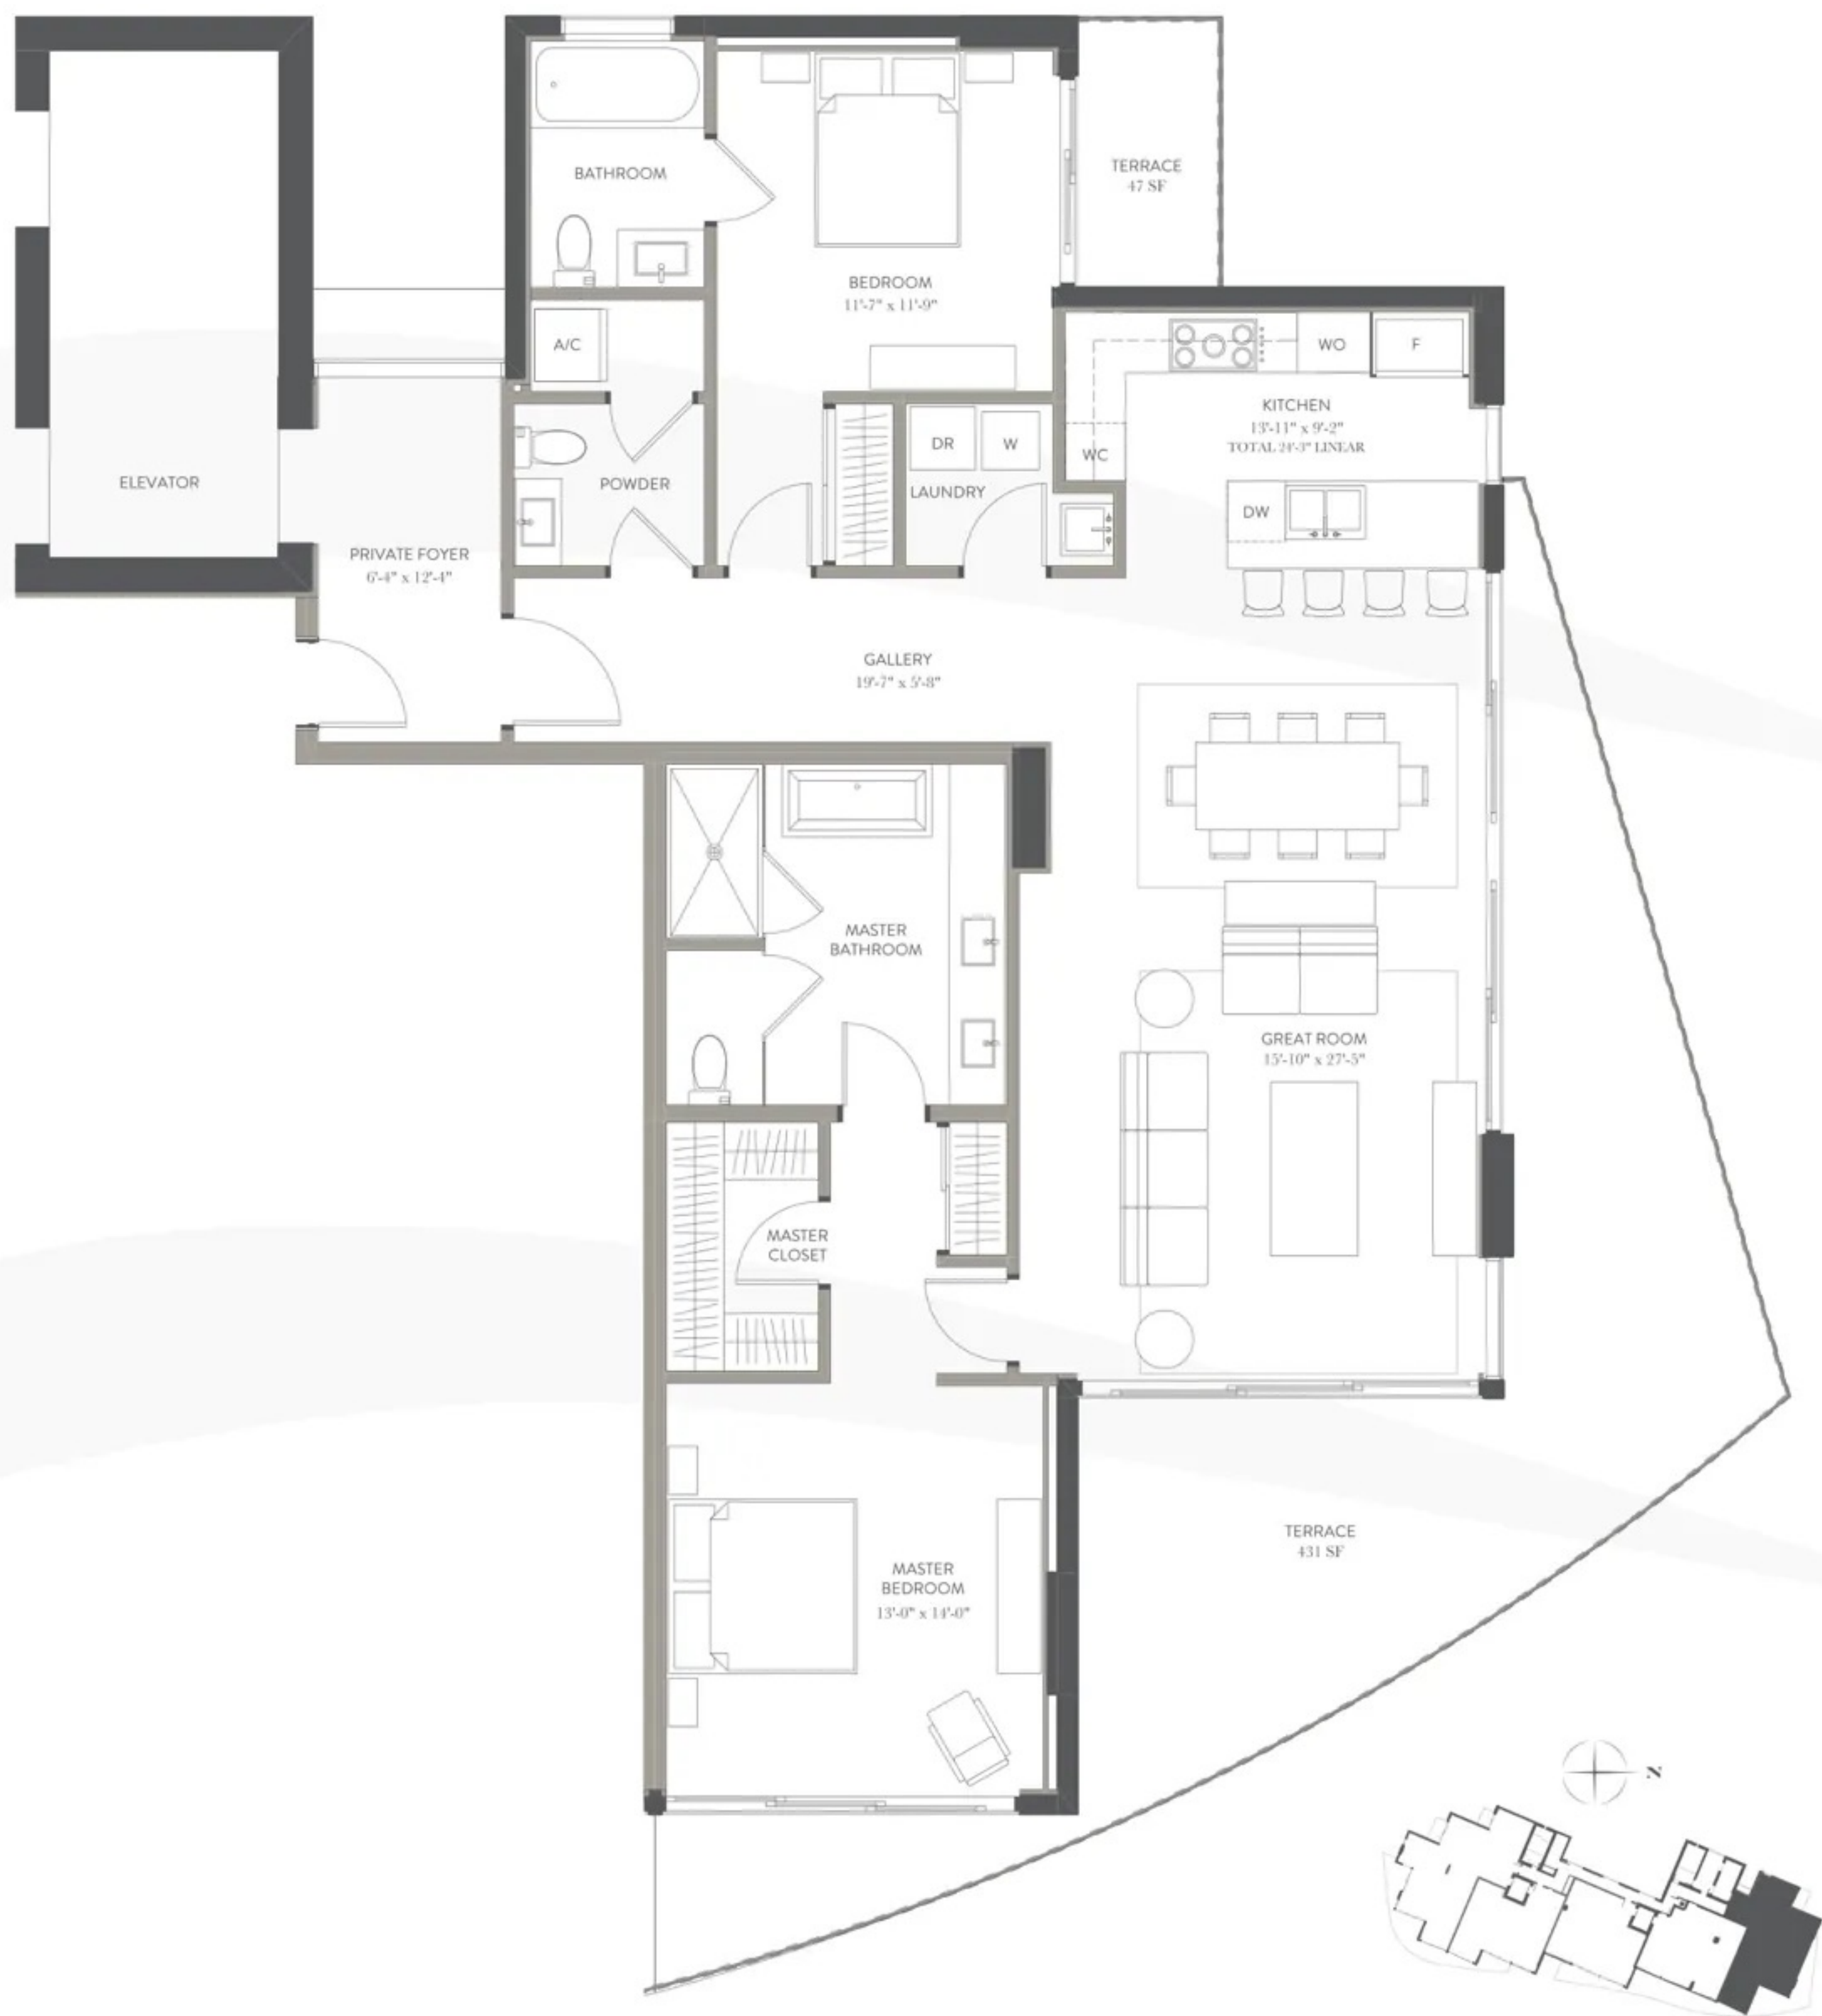 BATHROOM
TERRACE
47 SF
BEDROOM
11'-7" x 11'-9"
A/C
WO
F
KITCHEN
13'-11" x 9'-2"
TOTAL 24'-3" LINEAR
DR
W
WC
ELEVATOR
POWDER
LAUNDRY
DW
PRIVATE FOYER
6'-4" x 12'-4"
GALLERY
19'-7" x 5'-8"
MASTER
BATHROOM
GREAT ROOM
15'-10" x 27'-5"
MASTER
CLOSET
TERRACE
431 SF
MASTER
BEDROOM
13'-0" x 14'-0"
N